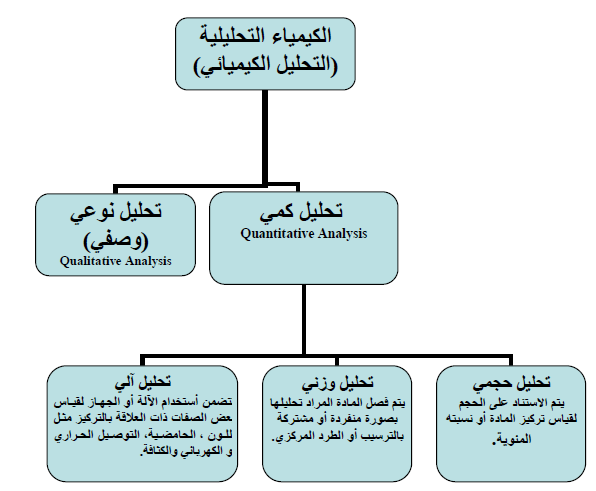 الكيمياء التحليلية
(التحليل الكيميائي)
تحليل كمي
Quantitative Analysis
تحليل نوعي
(وصفي)
Qualitative Analysis
تحليل حجمي
يتم الاستناد على الحجم
لقياس تركيز المادة أو نسبته
المئوية.
تحليل وزني
يتم فصل المادة المراد تحليلها
بصورة منفردة أو مشتركة
بالترسيب أو الطرد المركزي.
تحليل آلي
تضمن أستخدام الآلة أو الجهاز لقياس
عض الصفات ذات العلاقة بالتركيز مثل
للون ، الحامضية، التوصيل الحراري
و الكهربائي والكثافة.